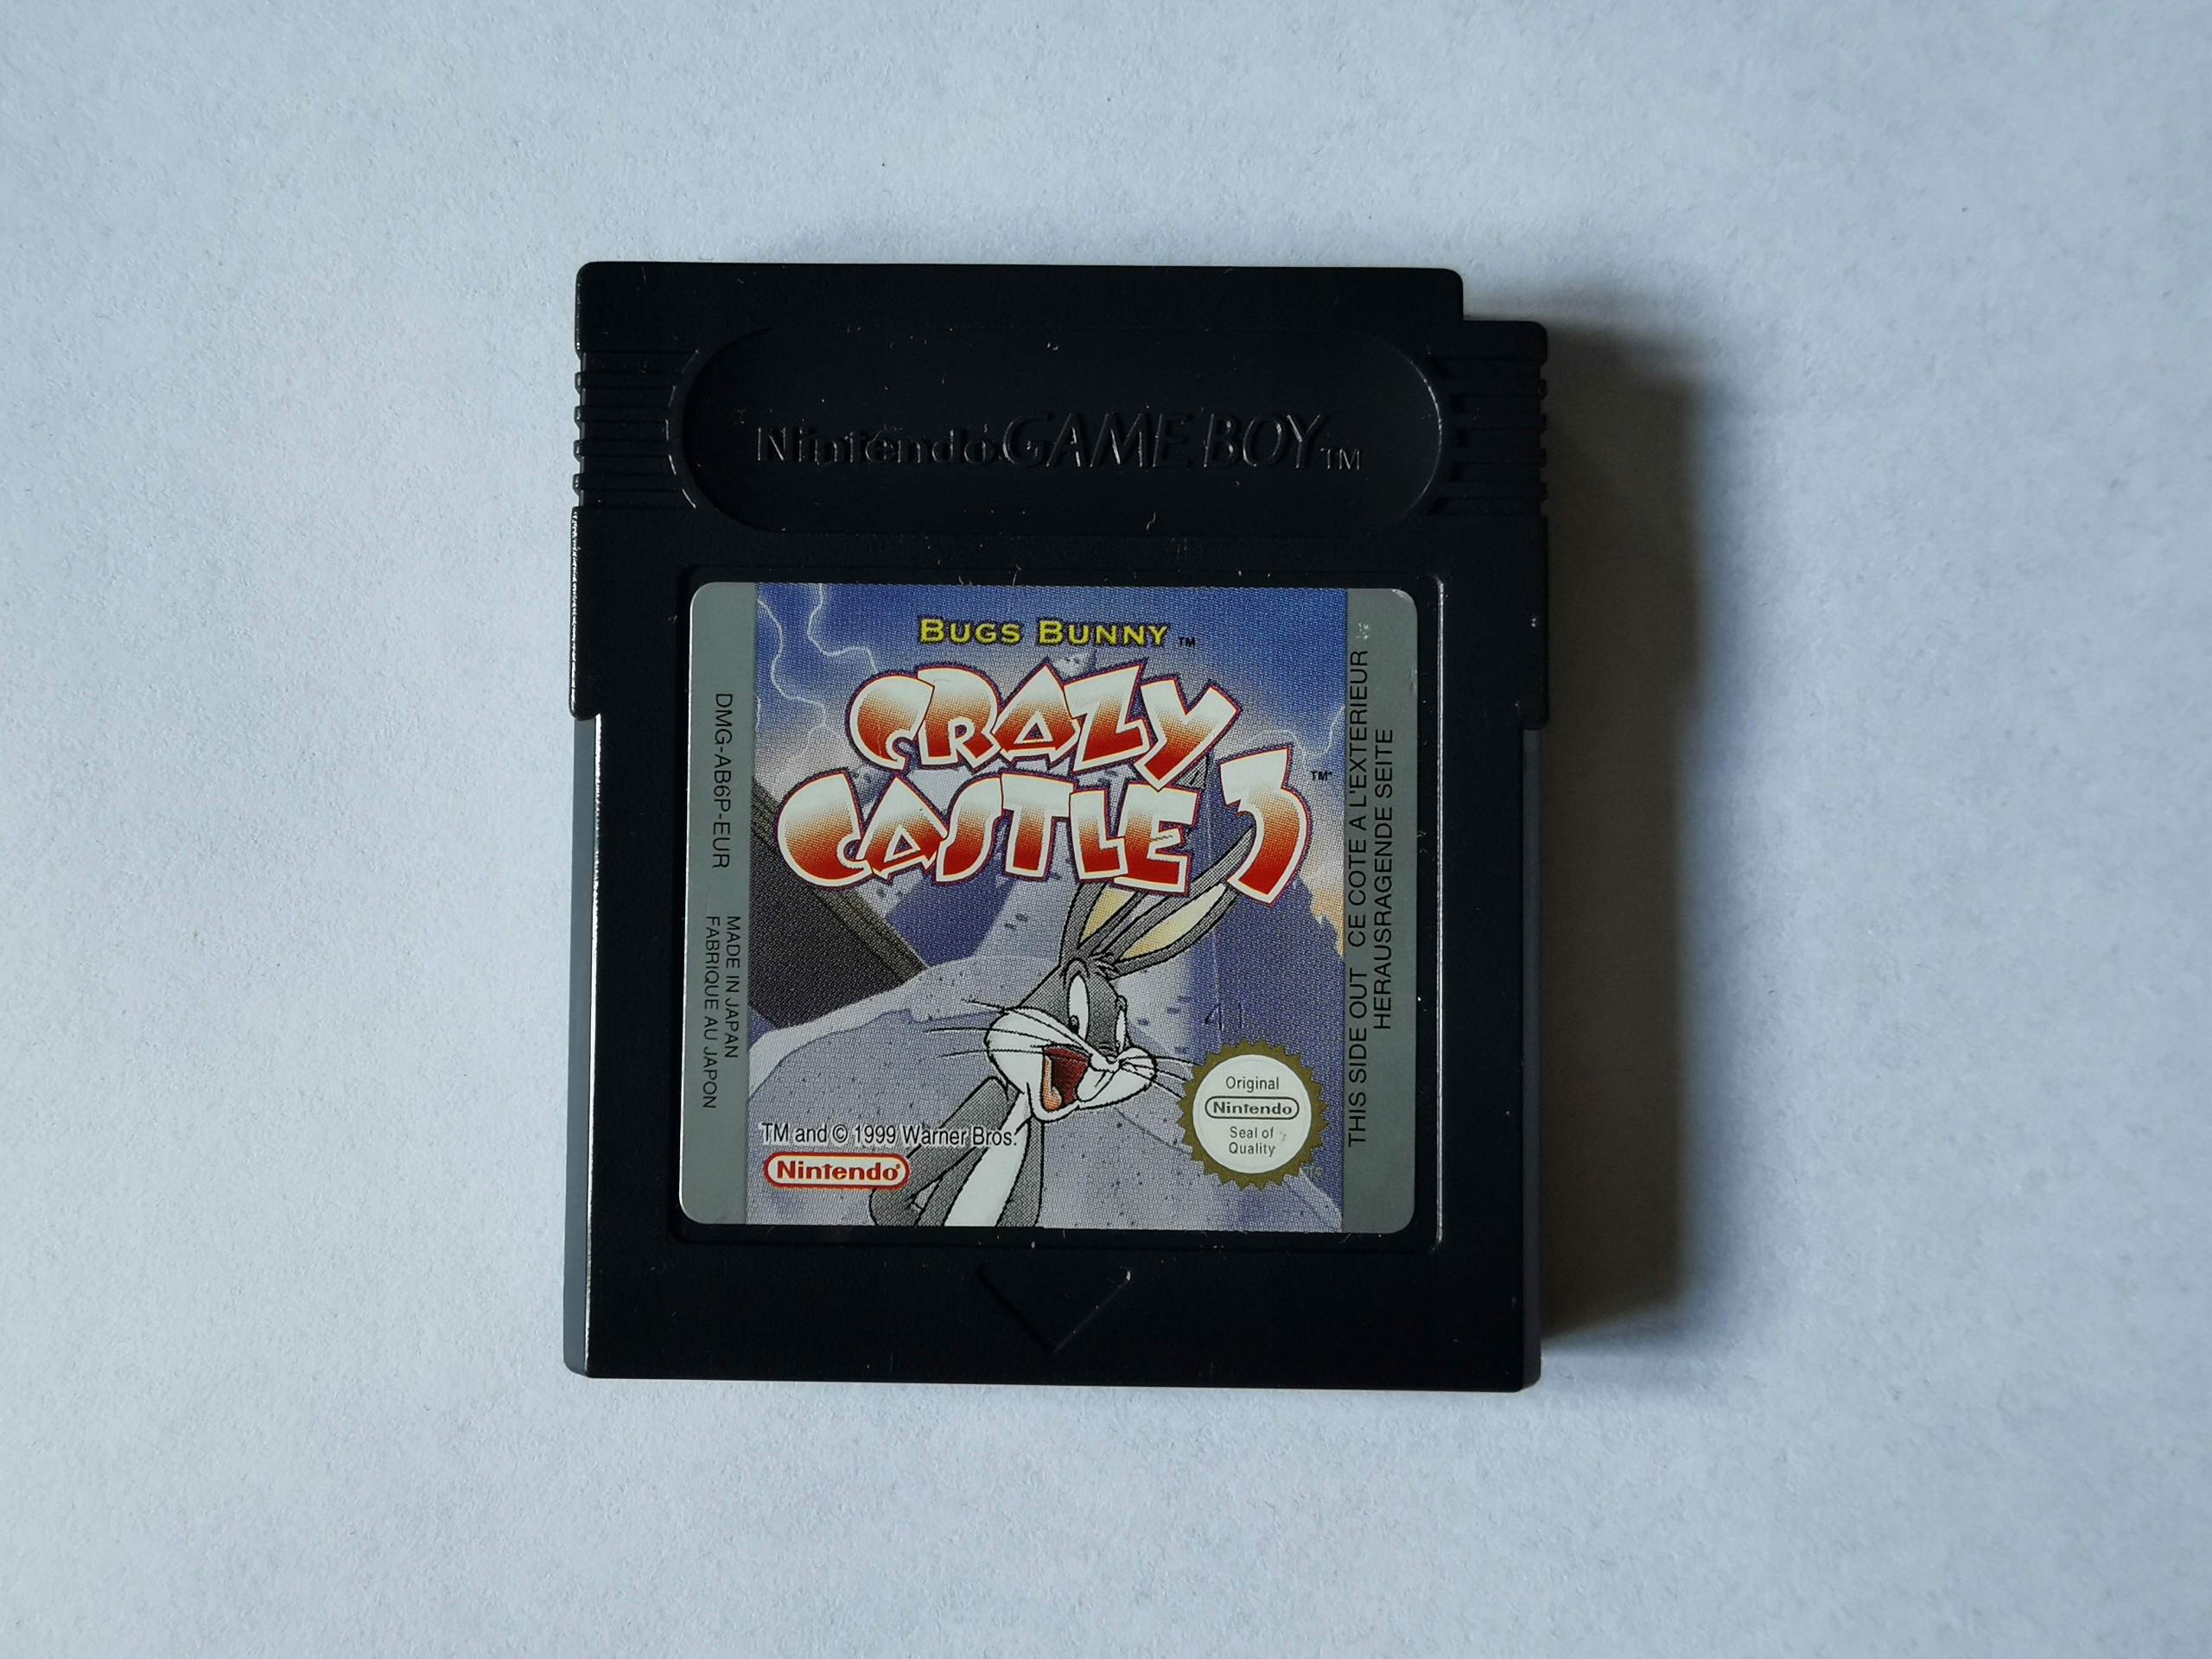 Nintendo GAME BOY TM
BUGS BUNNY TM
CRAZY
CASTLE 3 TM
DMG-AB6P-EUR
MADE IN JAPAN
FABRIQUE AU JAPON
TM and © 1999 Warner Bros.
Nintendo®
Original
Nintendo
Seal of
Quality
41
THIS SIDE OUT CE COTE A L'EXTERIEUR
HERAUSRAGENDE SEITE